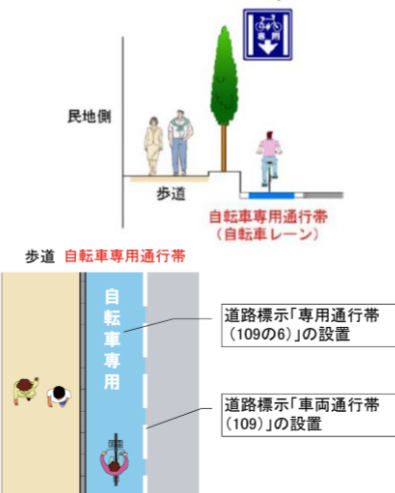 専用
民地側
歩道
自転車専用通行帯
(自転車レーン)
歩道 自転車専用通行帯
自転車専用
道路標示「専用通行帯
(109の6)」の設置
道路標示「車両通行帯
(109)」の設置